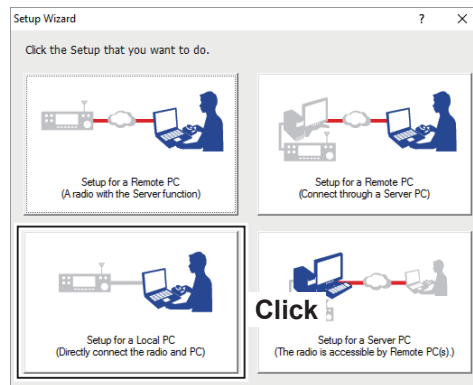 Setup Wizard ? ×
Click the Setup that you want to do.
Setup for a Remote PC
(A radio with the Server function)
Setup for a Remote PC
(Connect through a Server PC)
Click
Setup for a Local PC
(Directly connect the radio and PC)
Setup for a Server PC
(The radio is accessible by Remote PC(s).)